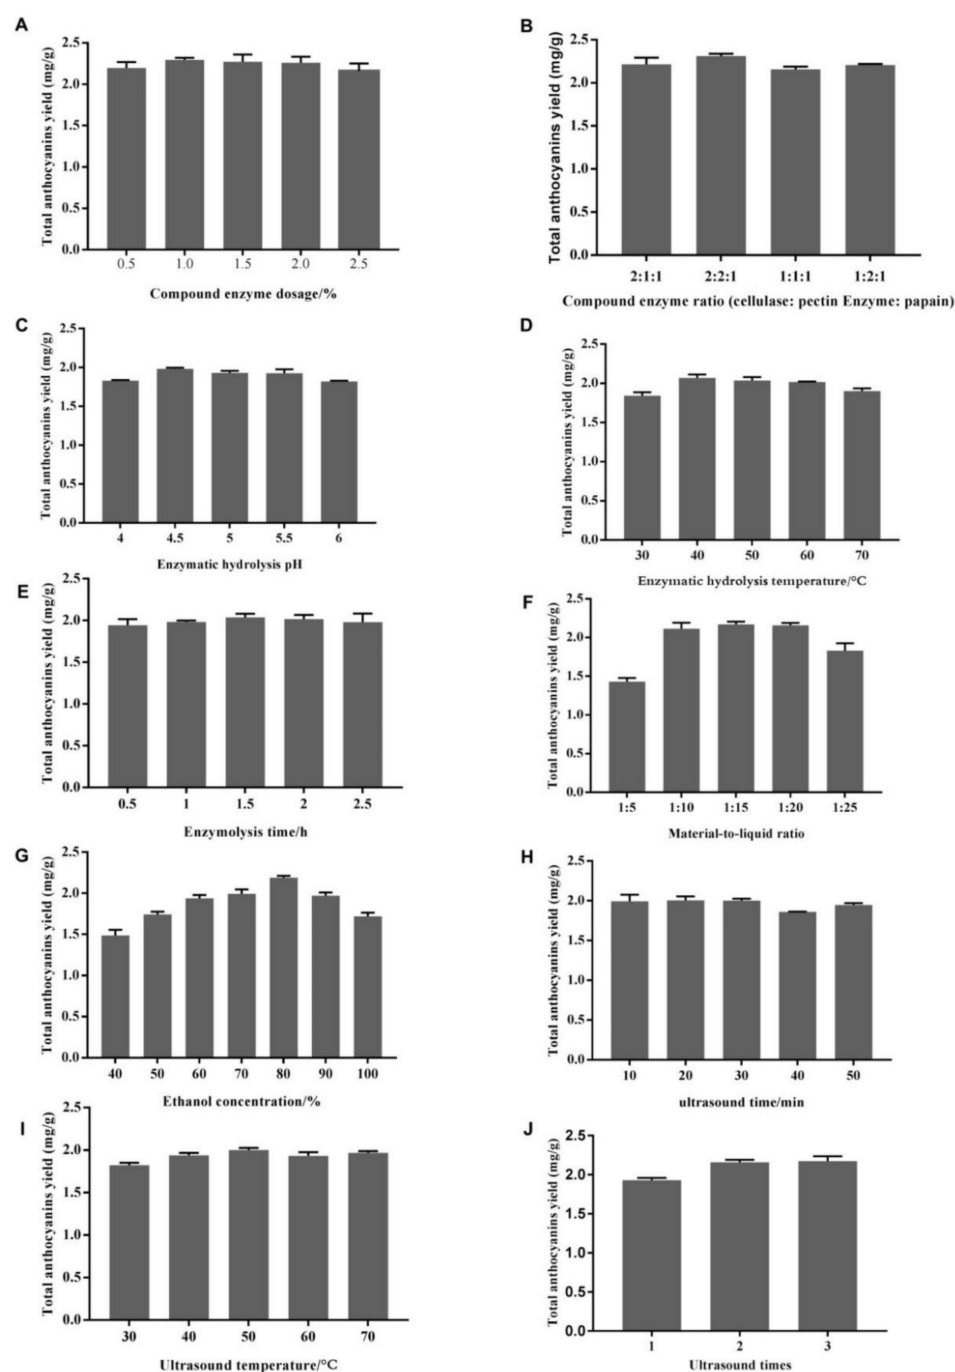 A
Total anthocyanins yield (mg/g)
2.5
2.0
1.5
1.0
0.5
0.0
0.5 1.0 1.5 2.0 2.5
Compound enzyme dosage/%
B
Total anthocyanins yield (mg/g)
2.5
2.0
1.5
1.0
0.5
0.0
2:1:1 2:2:1 1:1:1 1:2:1
Compound enzyme ratio (cellulase: pectin Enzyme: papain)
C
Total anthocyanins yield (mg/g)
2.5
2.0
1.5
1.0
0.5
0.0
4 4.5 5 5.5 6
Enzymatic hydrolysis pH
D
Total anthocyanins yield (mg/g)
2.5
2.0
1.5
1.0
0.5
0.0
30 40 50 60 70
Enzymatic hydrolysis temperature/°C
E
Total anthocyanins yield (mg/g)
2.5
2.0
1.5
1.0
0.5
0.0
0.5 1 1.5 2 2.5
Enzymolysis time/h
F
Total anthocyanins yield (mg/g)
2.5
2.0
1.5
1.0
0.5
0.0
1:5 1:10 1:15 1:20 1:25
Material-to-liquid ratio
G
Total anthocyanins yield (mg/g)
2.5
2.0
1.5
1.0
0.5
0.0
40 50 60 70 80 90 100
Ethanol concentration/%
H
Total anthocyanins yield (mg/g)
2.5
2.0
1.5
1.0
0.5
0.0
10 20 30 40 50
ultrasound time/min
I
Total anthocyanins yield (mg/g)
2.5
2.0
1.5
1.0
0.5
0.0
30 40 50 60 70
Ultrasound temperature/°C
J
Total anthocyanins yield (mg/g)
2.5
2.0
1.5
1.0
0.5
0.0
1 2 3
Ultrasound times